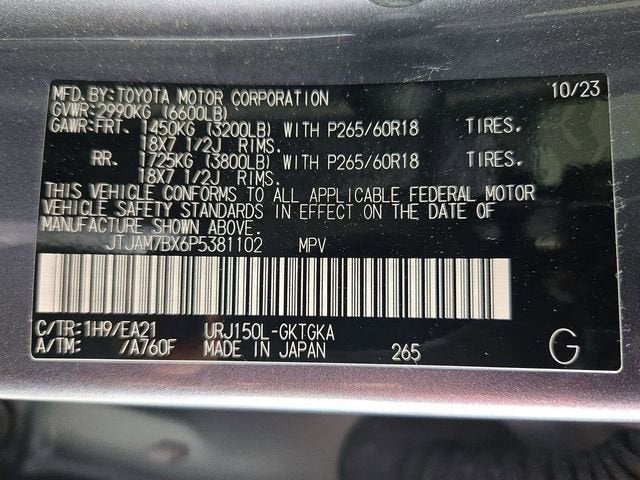 MFD. BY: TOYOTA MOTOR CORPORATION 10/23
GVWR: 2990KG (6600LB)
GAWR: FRT. 1450KG (3200LB) WITH P265/60R18 TIRES.
18X7 1/2J RIMS.
RR. 1725KG (3800LB) WITH P265/60R18 TIRES.
18X7 1/2J RIMS.
THIS VEHICLE CONFORMS TO ALL APPLICABLE FEDERAL MOTOR
VEHICLE SAFETY STANDARDS IN EFFECT ON THE DATE OF
MANUFACTURE SHOWN ABOVE.
JTJAM7BX6P5381102 MPV
C/TR: 1H9/EA21 URJ150L-GKTGKA
A/TM: /A760F MADE IN JAPAN 265 G